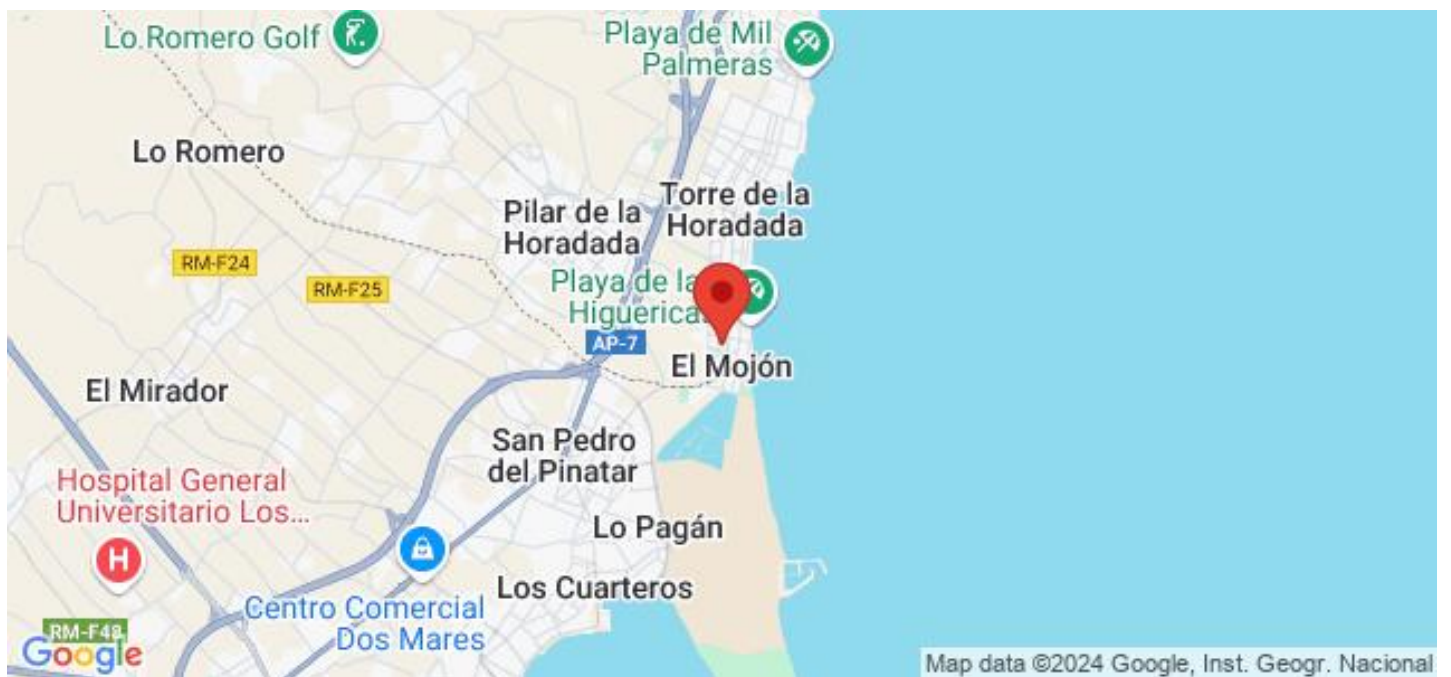 Lo Romero Golf
Playa de Mil
Palmeras
Lo Romero
Torre de la
Horadada
Pilar de la
Horadada
RM-F24
RM-F25
Playa de la
Higuerica
AP-7
El Mojón
El Mirador
San Pedro
del Pinatar
Hospital General
Universitario Los...
H
Lo Pagán
Los Cuarteros
Centro Comercial
Dos Mares
RM-F48
Google
Map data ©2024 Google, Inst. Geogr. Nacional